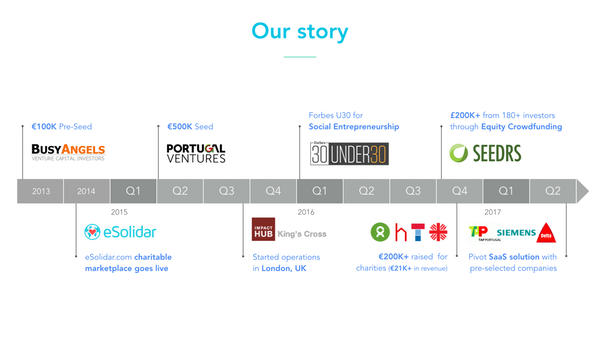 Our story
€100K Pre-Seed
BUSYANGELS
VENTURE CAPITAL INVESTORS
€500K Seed
PORTUGAL
VENTURES
Forbes U30 for
Social Entrepreneurship
Forbes
30 UNDER 30
£200K+ from 180+ investors
through Equity Crowdfunding
SEEDRS
2013 2014 Q1 Q2 Q3 Q4 Q1 Q2 Q3 Q4 Q1 Q2
2015 2016 2017
eSolidar
eSolidar.com charitable
marketplace goes live
IMPACT
HUB King's Cross
Started operations
in London, UK
€200K+ raised for
charities (€21K+ in revenue)
TAP PORTUGAL
SIEMENS
Delta
Pivot SaaS solution with
pre-selected companies